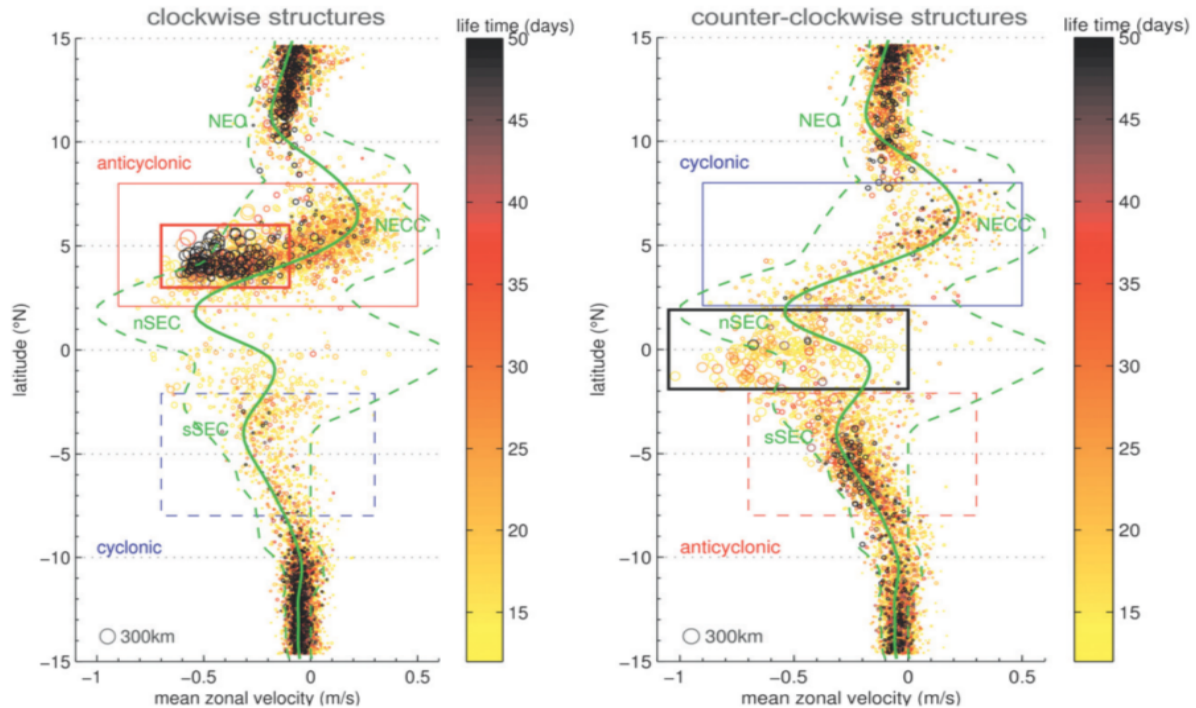 clockwise structures
life time (days)
15
10
5
0
−5
−10
−15
latitude (°N)
NEC
anticyclonic
NECC
nSEC
sSEC
cyclonic
300km
−1
−0.5
0
0.5
mean zonal velocity (m/s)
50
45
40
35
30
25
20
15
counter-clockwise structures
life time (days)
15
10
5
0
−5
−10
−15
latitude (°N)
NEC
cyclonic
NECC
nSEC
sSEC
anticyclonic
300km
−1
−0.5
0
0.5
mean zonal velocity (m/s)
50
45
40
35
30
25
20
15